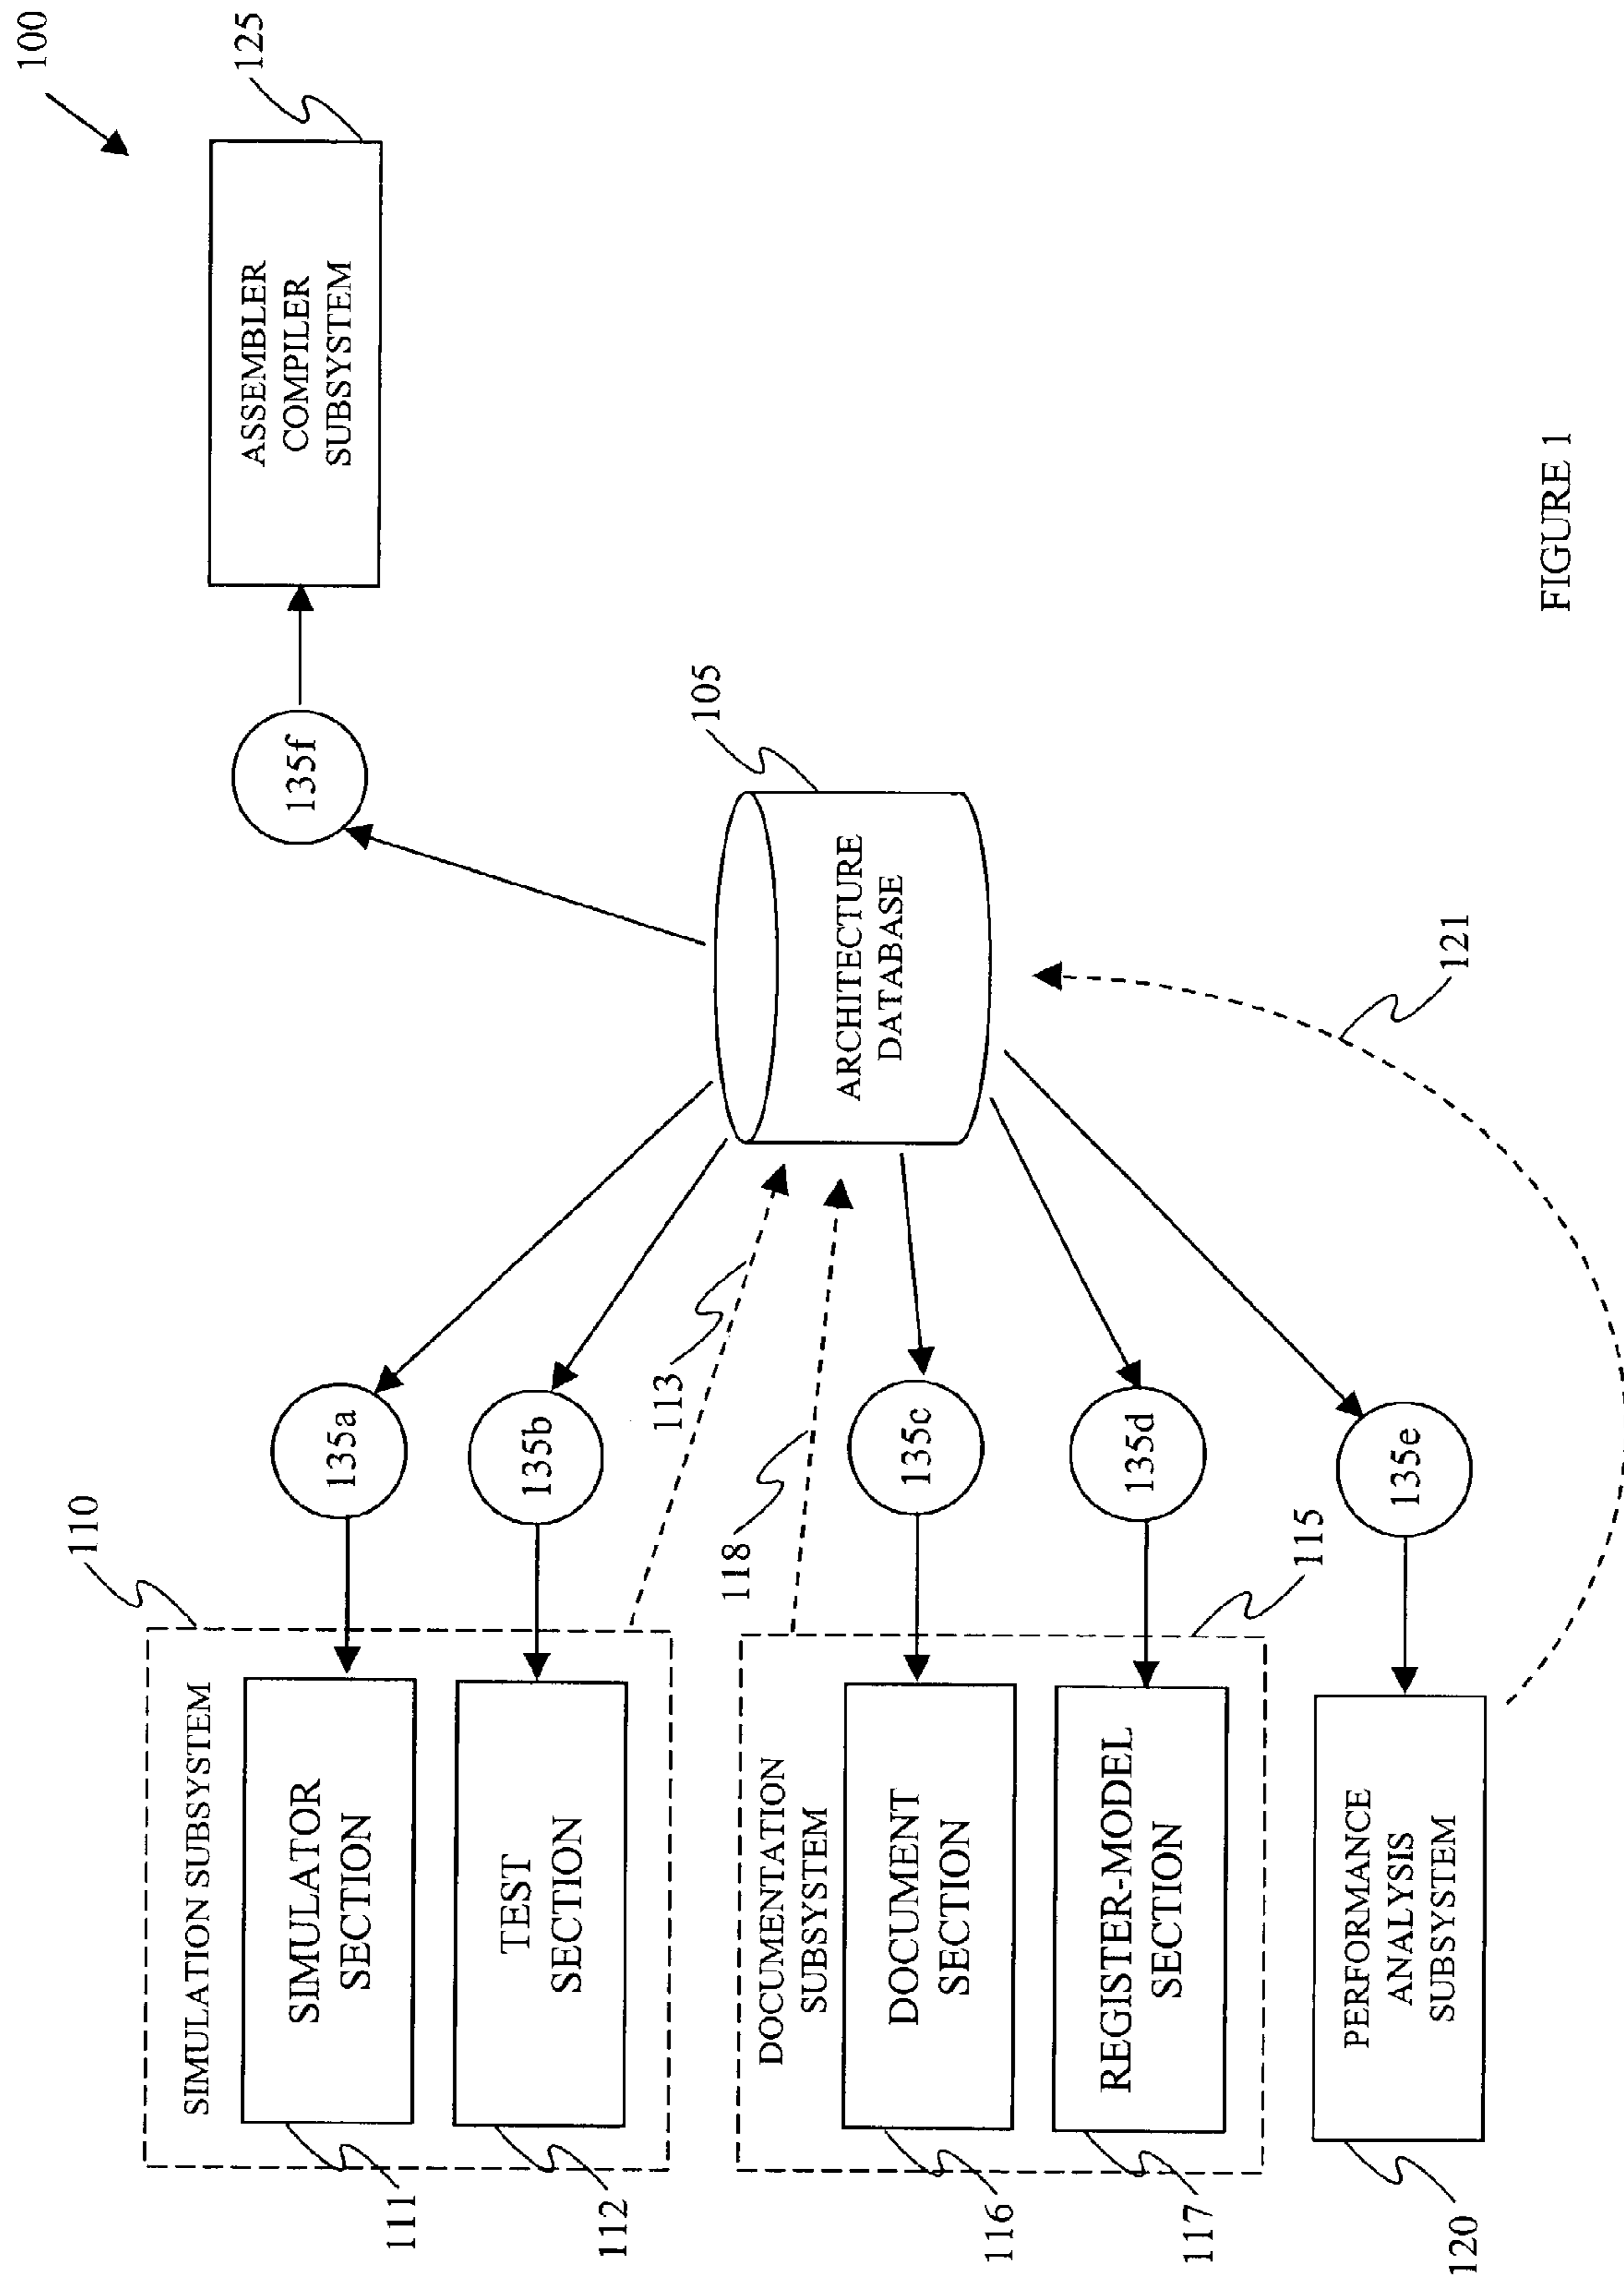 100
110
SIMULATION SUBSYSTEM
SIMULATOR
SECTION
111
135a
TEST
SECTION
112
135b
113
135f
ASSEMBLER
COMPILER
SUBSYSTEM
125
105
ARCHITECTURE
DATABASE
118
DOCUMENTATION
SUBSYSTEM
DOCUMENT
SECTION
116
135c
REGISTER-MODEL
SECTION
117
135d
115
PERFORMANCE
ANALYSIS
SUBSYSTEM
120
135e
121
FIGURE 1